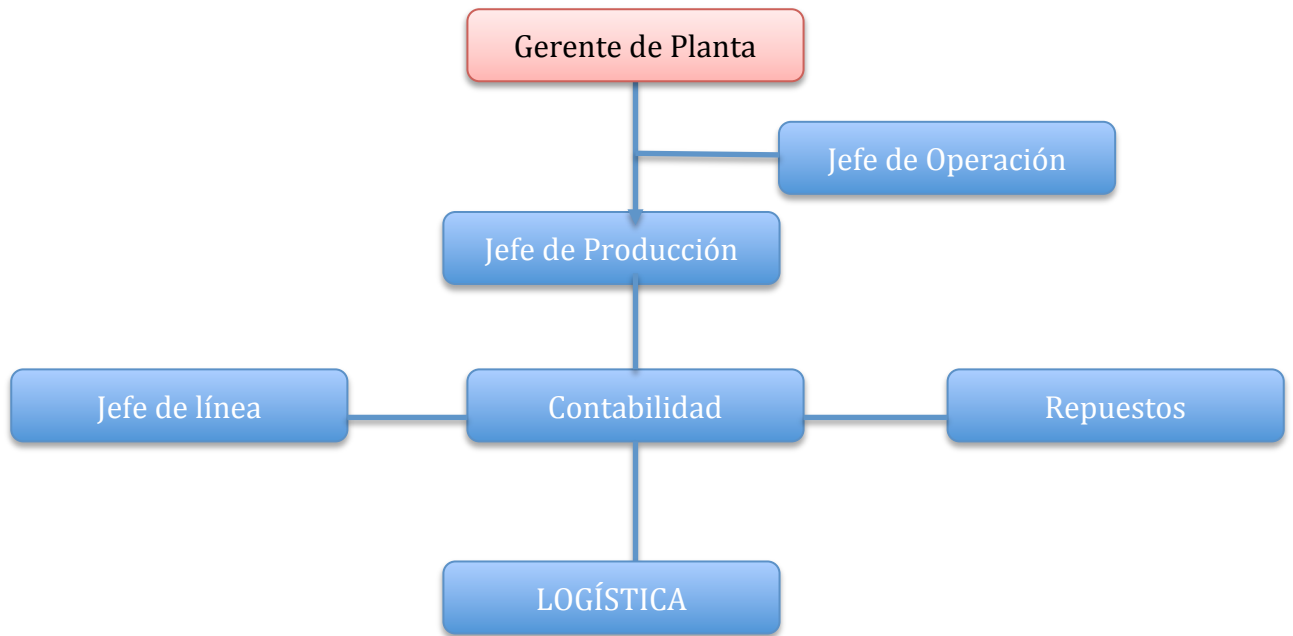 Gerente de Planta
Jefe de Operación
Jefe de Producción
Jefe de línea
Contabilidad
Repuestos
LOGÍSTICA